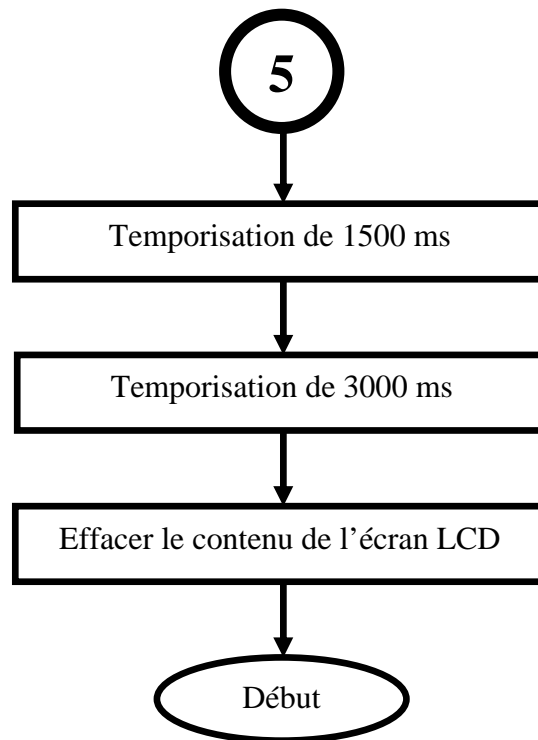 5
Temporisation de 1500 ms
Temporisation de 3000 ms
Effacer le contenu de l’écran LCD
Début